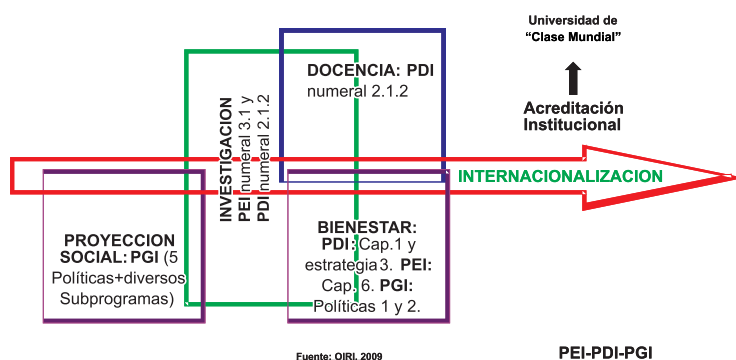 Universidad de
“Clase Mundial”
DOCENCIA: PDI
numeral 2.1.2
Acreditación
Institucional
INVESTIGACION
PEI numeral 3.1 y
PDI numeral 2.1.2
INTERNACIONALIZACION
PROYECCION
SOCIAL: PGI (5
Políticas+diversos
Subprogramas)
BIENESTAR:
PDI: Cap.1 y
estrategia 3. PEI:
Cap. 6. PGI:
Políticas 1 y 2.
Fuente: OIRI, 2009
PEI-PDI-PGI